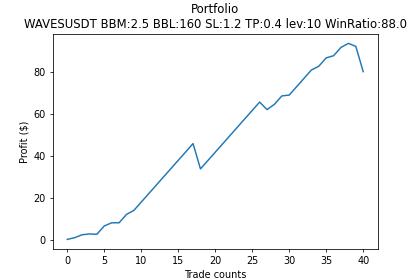 Portfolio
WAVESUSDT BBM:2.5 BBL:160 SL:1.2 TP:0.4 lev:10 WinRatio:88.0
80
60
40
20
0
Profit ($)
0 5 10 15 20 25 30 35 40
Trade counts